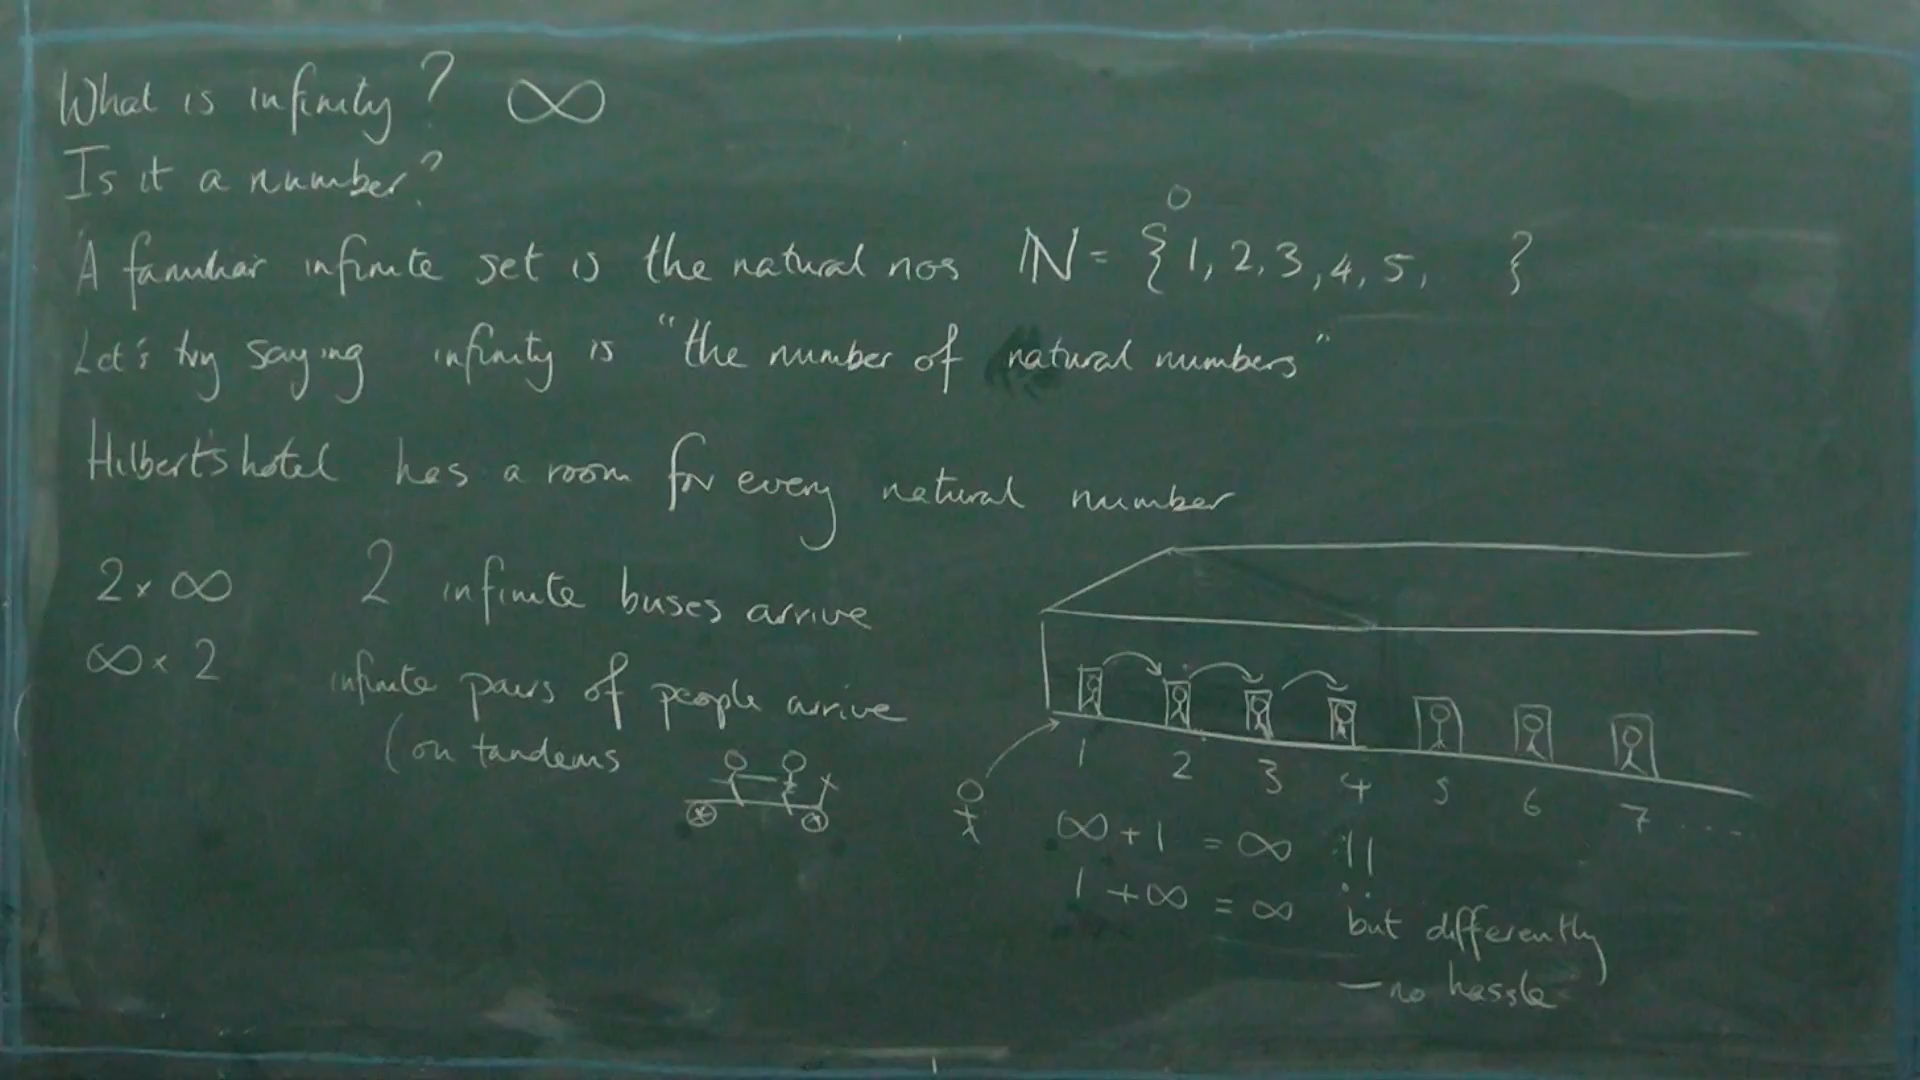 What is infinity? ∞
Is it a number?
0
A familiar infinite set is the natural nos ℕ = {1, 2, 3, 4, 5, }
Let's try saying infinity is "the number of natural numbers"
Hilbert's hotel has a room for every natural number
2 × ∞ 2 infinite buses arrive
∞ × 2 infinite pairs of people arrive
(on tandems
1 2 3 4 5 6 7 ....
∞ + 1 = ∞ !!
1 + ∞ = ∞ but differently
- no hassle